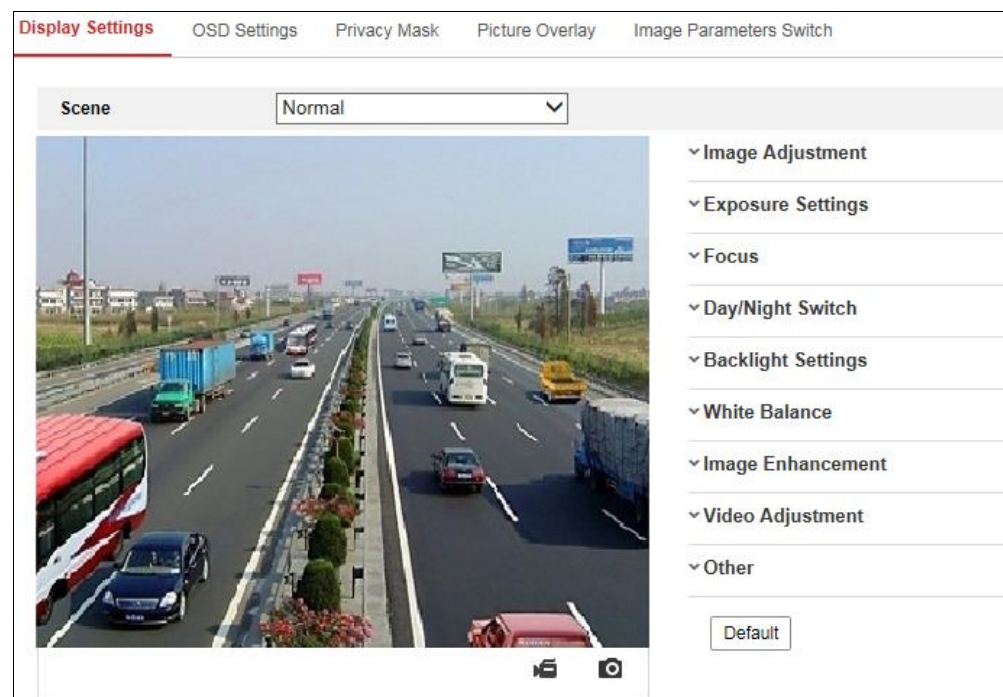 Display Settings OSD Settings Privacy Mask Picture Overlay Image Parameters Switch
Scene Normal
Image Adjustment
Exposure Settings
Focus
Day/Night Switch
Backlight Settings
White Balance
Image Enhancement
Video Adjustment
Other
Default